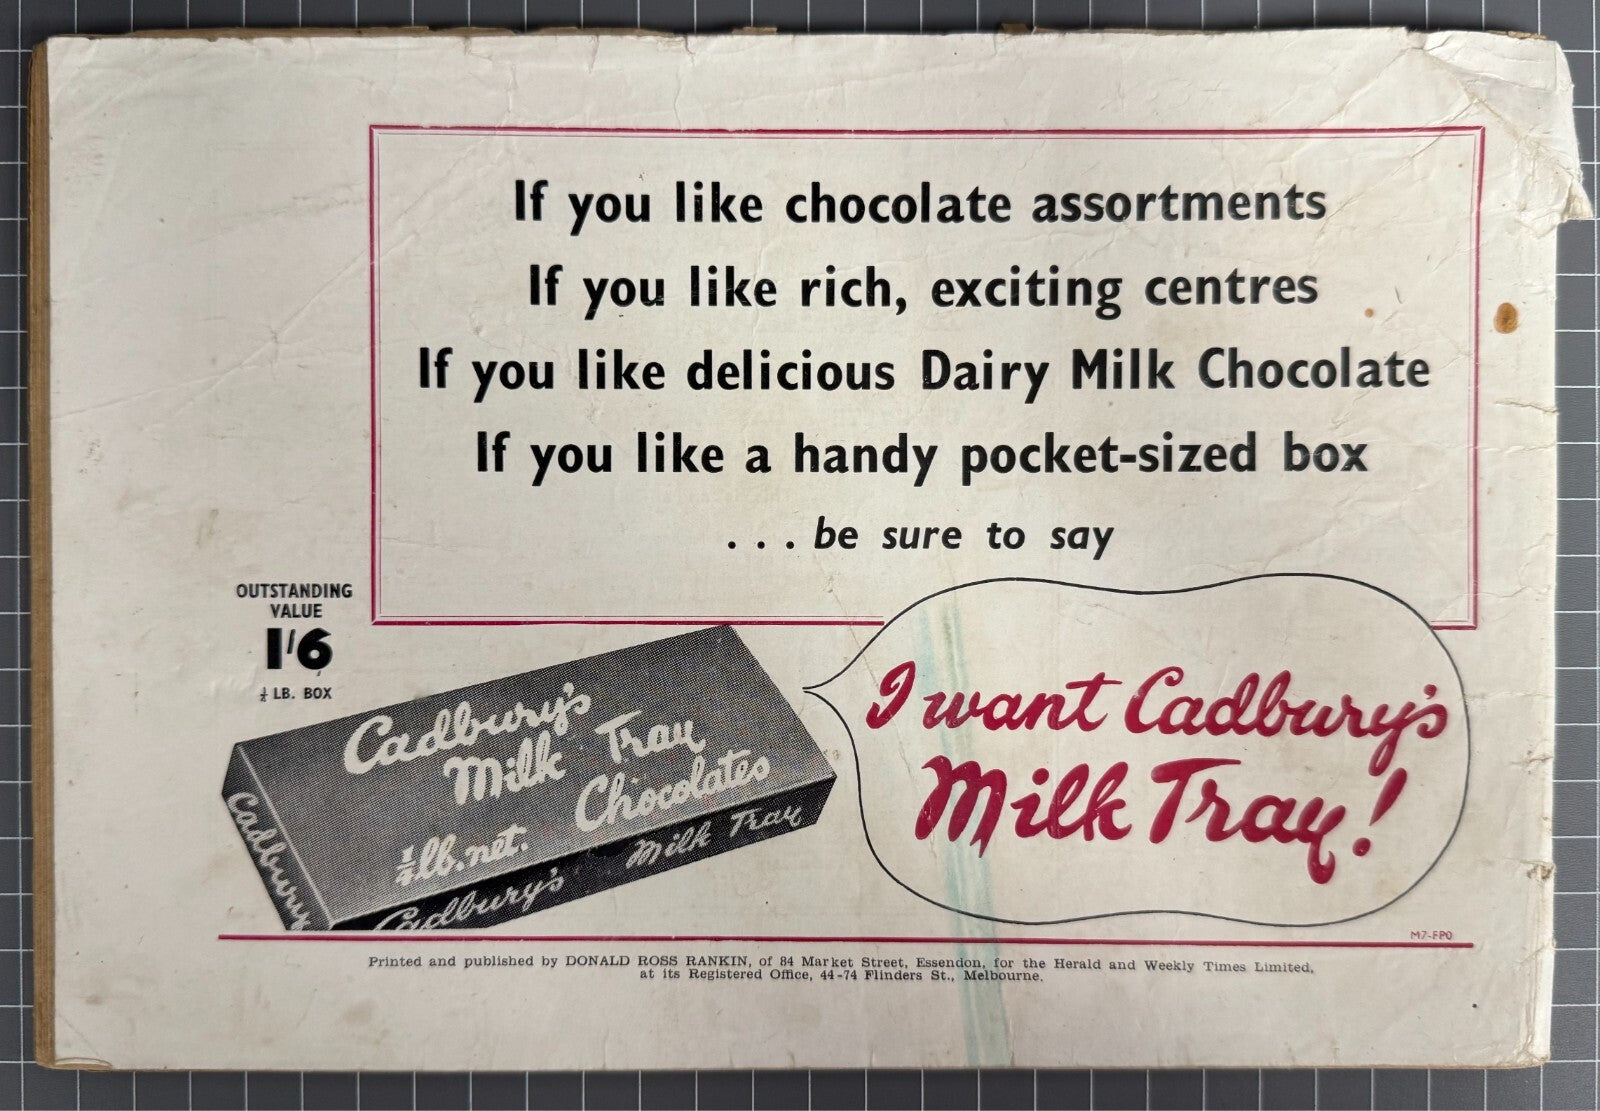 If you like chocolate assortments
If you like rich, exciting centres
If you like delicious Dairy Milk Chocolate
If you like a handy pocket-sized box
. . . be sure to say
OUTSTANDING
VALUE
1/6
¼ LB. BOX
Cadbury's
Milk Tray
Chocolates
¼lb. net.
Cadbury's
Cadbury's Milk Tray
I want Cadbury's
Milk Tray!
M7-FPO
Printed and published by DONALD ROSS RANKIN, of 84 Market Street, Essendon, for the Herald and Weekly Times Limited,
at its Registered Office, 44-74 Flinders St., Melbourne.